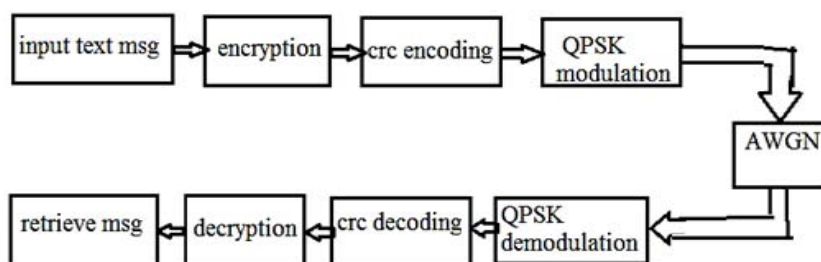 input text msg
encryption
crc encoding
QPSK
modulation
AWGN
retrieve msg
decryption
crc decoding
QPSK
demodulation